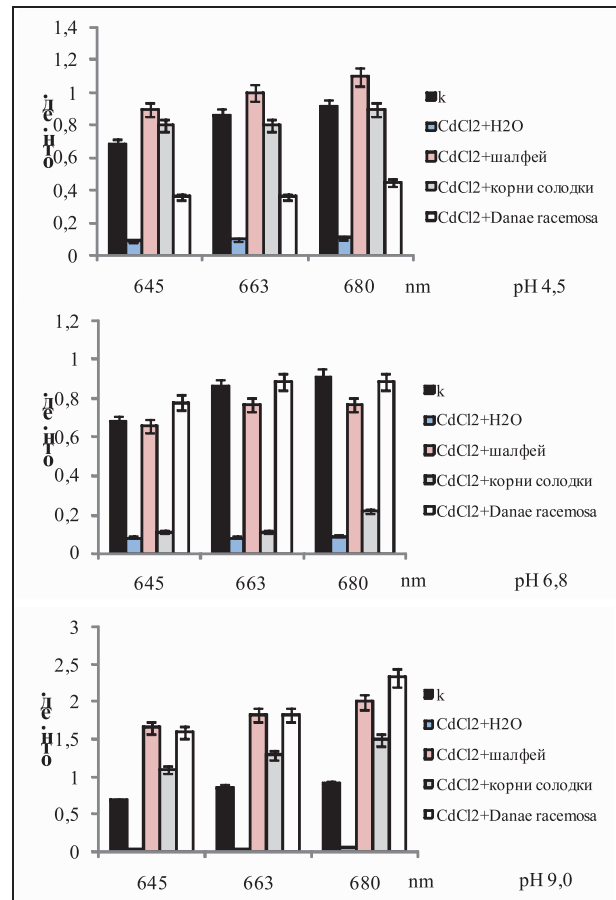 1,4
1,2
1
0,8
0,6
0,4
0,2
0
k
CdCl2+H2O
CdCl2+шалфей
CdCl2+корни солодки
CdCl2+Danae racemosa
645 663 680 nm pH 4,5
1,2
1
0,8
0,6
0,4
0,2
0
k
CdCl2+H2O
CdCl2+шалфей
CdCl2+корни солодки
CdCl2+Danae racemosa
645 663 680 nm pH 6,8
3
2,5
2
1,5
1
0,5
0
k
CdCl2+H2O
CdCl2+шалфей
CdCl2+корни солодки
CdCl2+Danae racemosa
645 663 680 nm pH 9,0